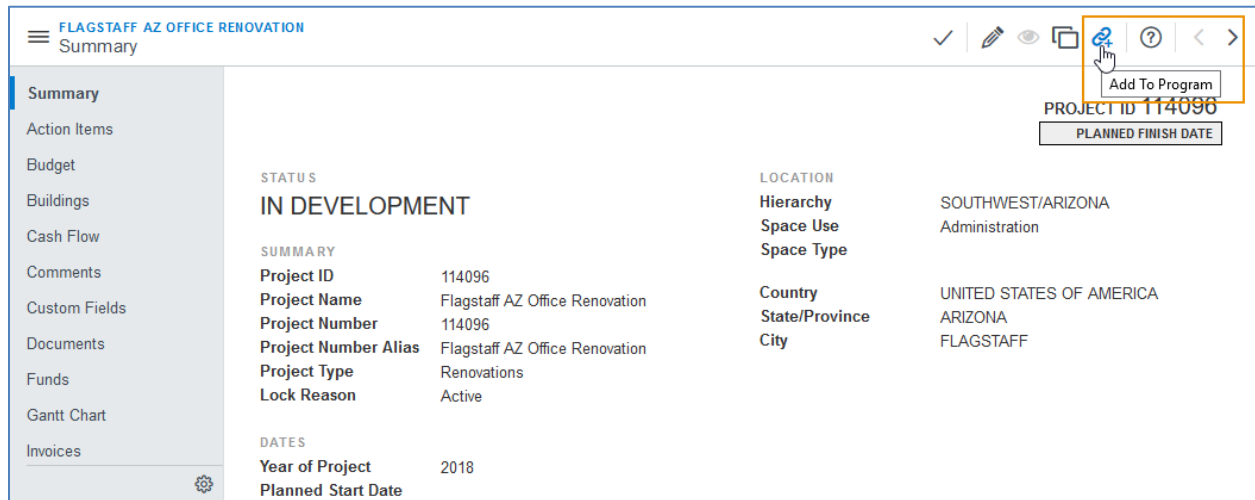 FLAGSTAFF AZ OFFICE RENOVATION
Summary
Add To Program
PROJECT ID 114096
PLANNED FINISH DATE
Summary
Action Items
Budget
Buildings
Cash Flow
Comments
Custom Fields
Documents
Funds
Gantt Chart
Invoices
STATUS
IN DEVELOPMENT
SUMMARY
Project ID 114096
Project Name Flagstaff AZ Office Renovation
Project Number 114096
Project Number Alias Flagstaff AZ Office Renovation
Project Type Renovations
Lock Reason Active
DATES
Year of Project 2018
Planned Start Date
LOCATION
Hierarchy SOUTHWEST/ARIZONA
Space Use Administration
Space Type
Country UNITED STATES OF AMERICA
State/Province ARIZONA
City FLAGSTAFF